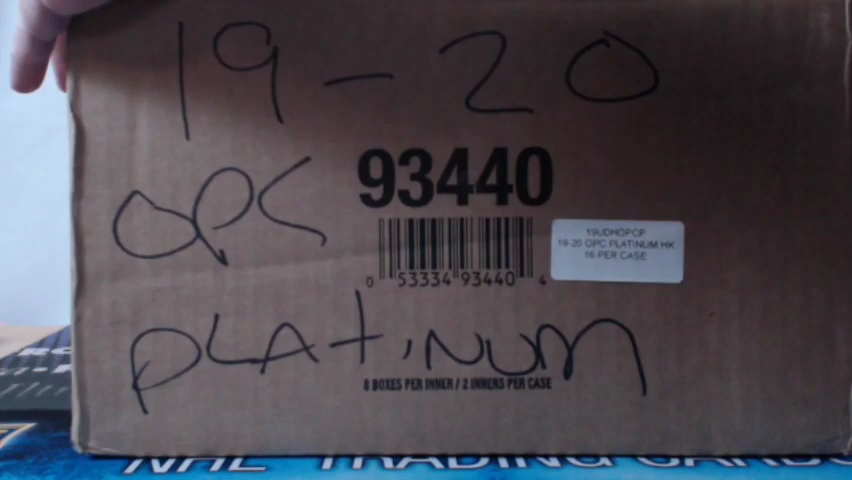 19-20
OPC
93440
0 53334 93440 4
19UDHOPCP
19-20 OPC PLATINUM HK
16 PER CASE
PLATINUM
8 BOXES PER INNER / 2 INNERS PER CASE
NHL TRADING CARDS